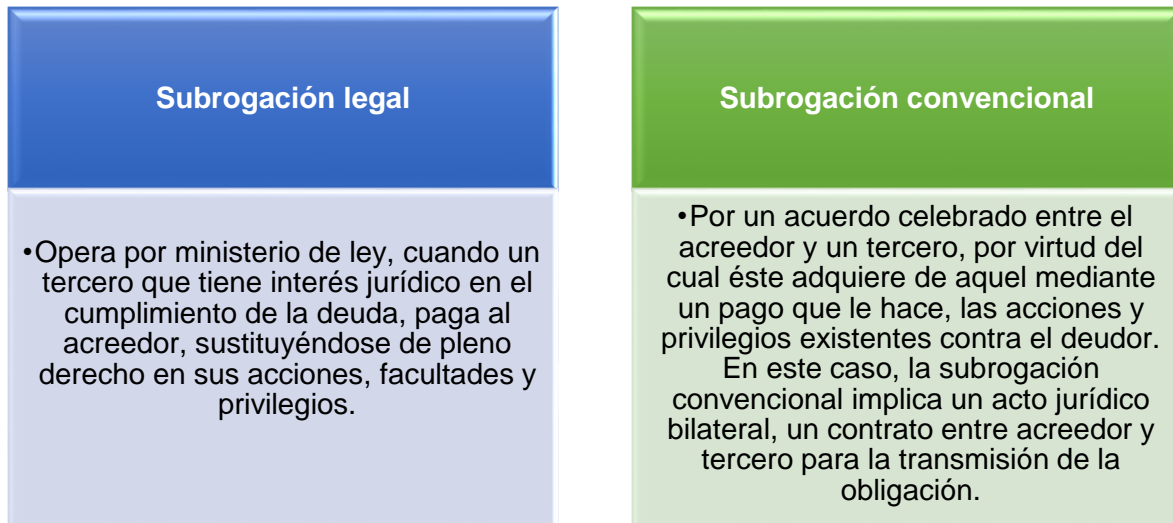 Subrogación legal
•Opera por ministerio de ley, cuando un
tercero que tiene interés jurídico en el
cumplimiento de la deuda, paga al
acreedor, sustituyéndose de pleno
derecho en sus acciones, facultades y
privilegios.
Subrogación convencional
•Por un acuerdo celebrado entre el
acreedor y un tercero, por virtud del
cual éste adquiere de aquel mediante
un pago que le hace, las acciones y
privilegios existentes contra el deudor.
En este caso, la subrogación
convencional implica un acto jurídico
bilateral, un contrato entre acreedor y
tercero para la transmisión de la
obligación.